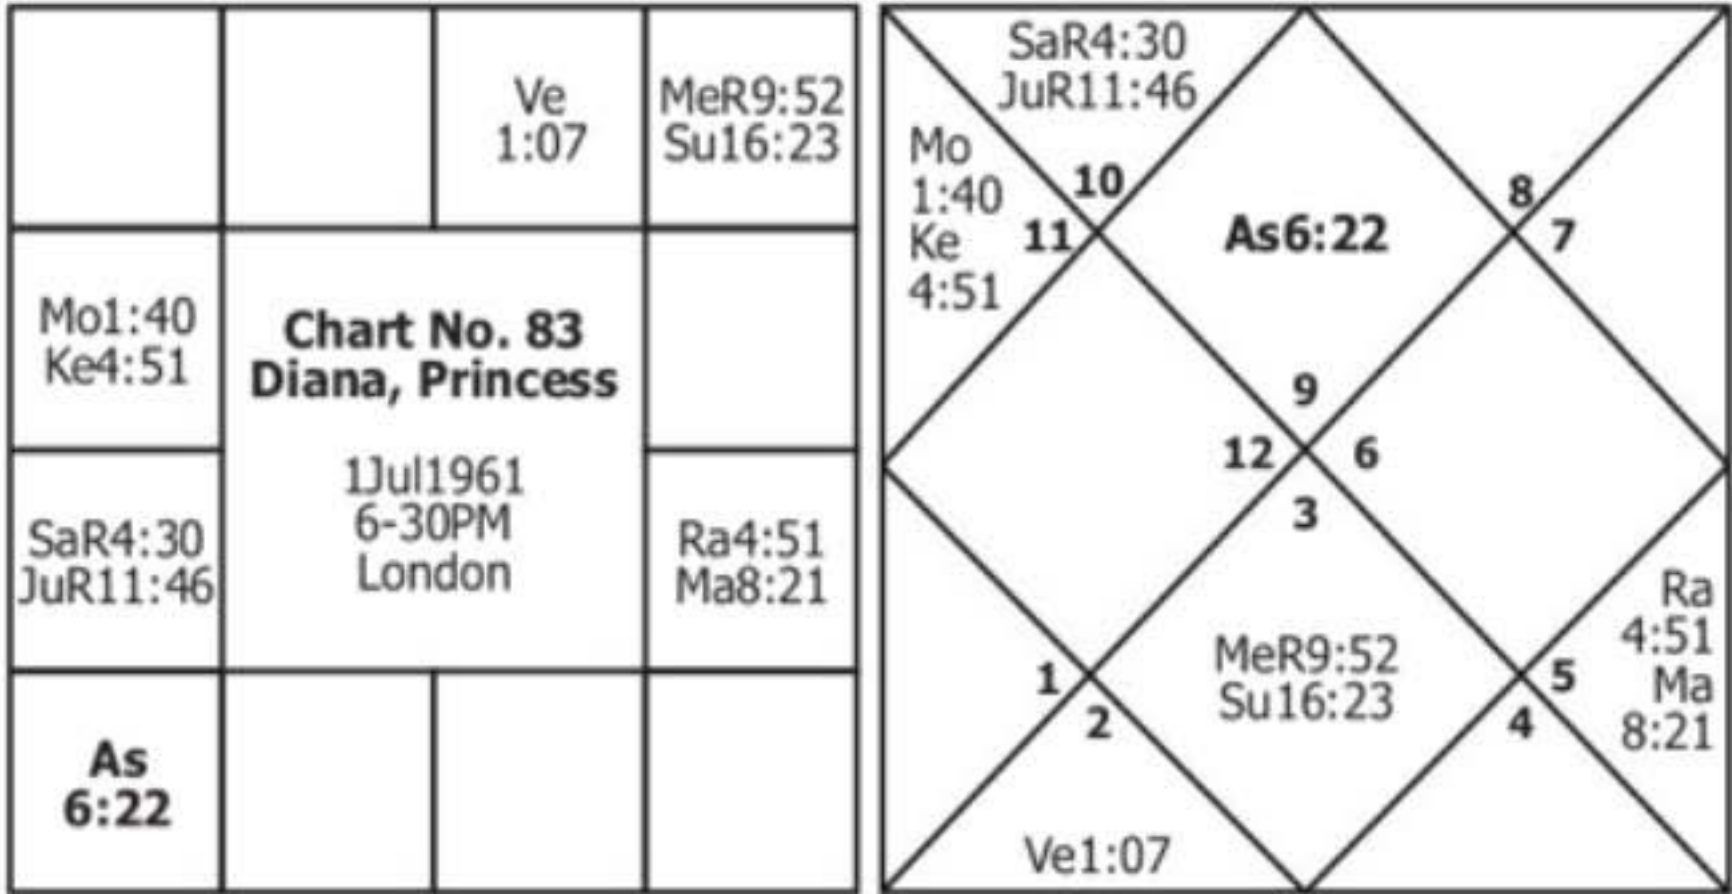 Ve
1:07
MeR9:52
Su16:23
Mo1:40
Ke4:51
Chart No. 83
Diana, Princess
1Jul1961
6-30PM
London
SaR4:30
JuR11:46
Ra4:51
Ma8:21
As
6:22
SaR4:30
JuR11:46
Mo
1:40
Ke
4:51
10
11
As6:22
8
7
9
12
6
3
1
2
MeR9:52
Su16:23
5
4
Ra
4:51
Ma
8:21
Ve1:07